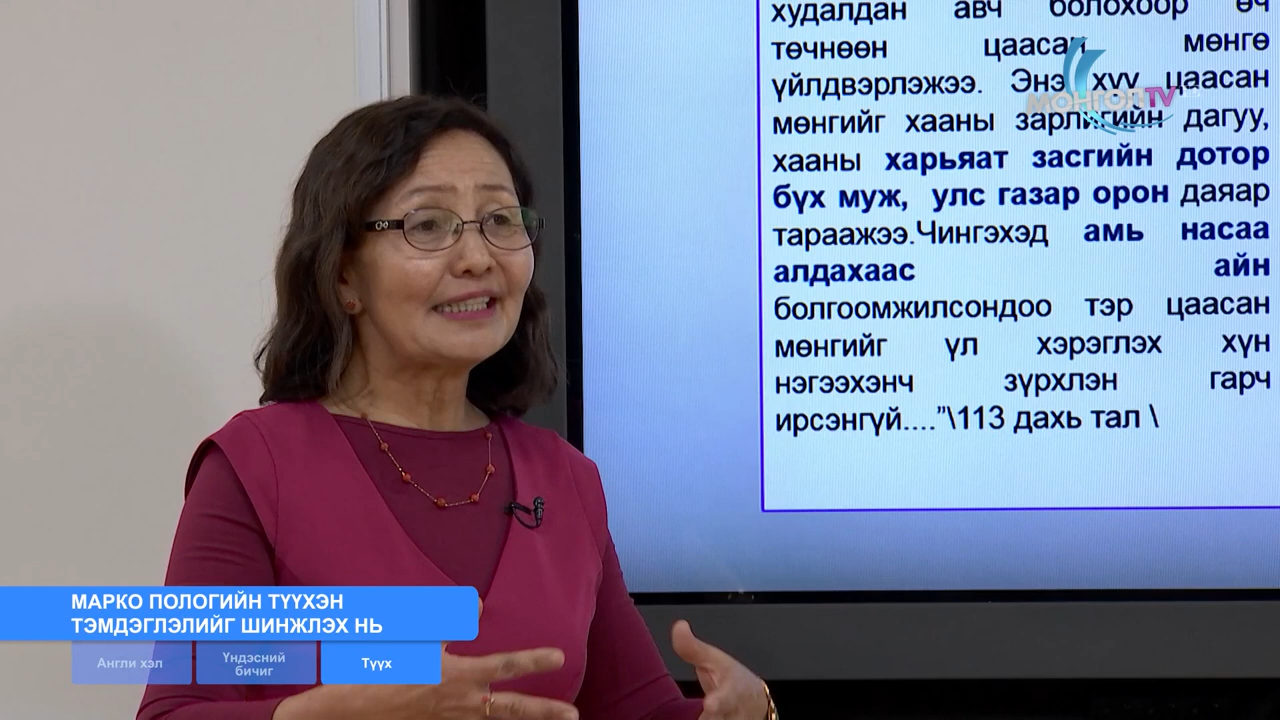 худалдан авч болохоор өч
төчнөөн цаасан мөнгө
үйлдвэрлэжээ. Энэ хүү цаасан
мөнгийг хааны зарлигийн дагуу,
хааны харьяат засгийн дотор
бүх муж, улс газар орон даяар
тараажээ.Чингэхэд амь насаа
алдахаас айн
болгоомжилсондоо тэр цаасан
мөнгийг үл хэрэглэх хүн
нэгээхэнч зүрхлэн гарч
ирсэнгүй....”\113 дахь тал \
МОНГОЛТV
МАРКО ПОЛОГИЙН ТҮҮХЭН
ТЭМДЭГЛЭЛИЙГ ШИНЖЛЭХ НЬ
Англи хэл
Үндэсний
бичиг
Түүх